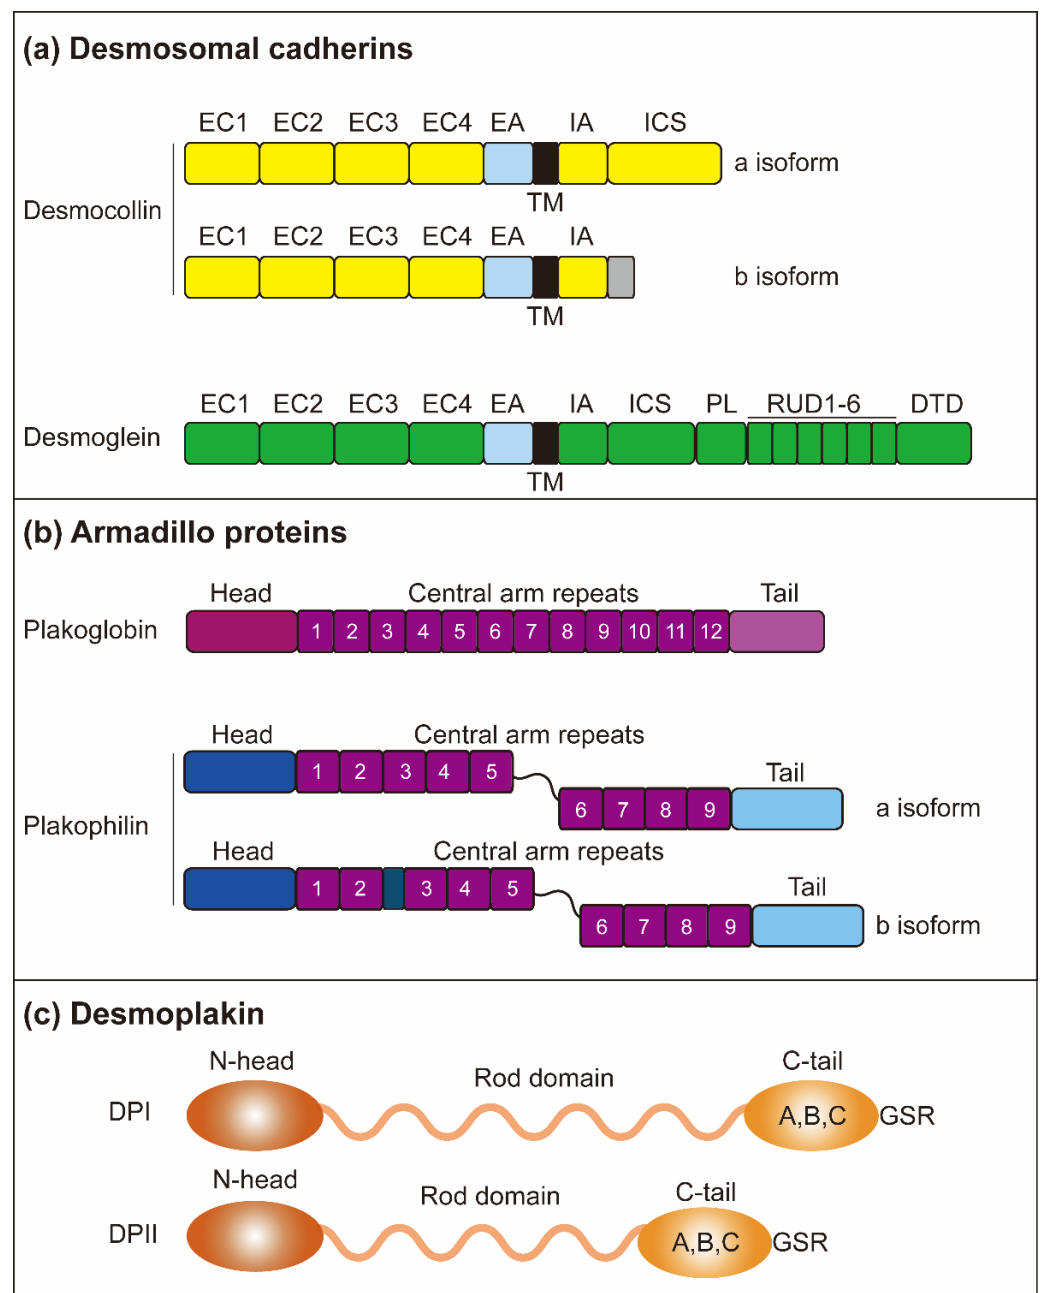 (a) Desmosomal cadherins
EC1 EC2 EC3 EC4 EA IA ICS
a isoform
TM
Desmocollin
EC1 EC2 EC3 EC4 EA IA
b isoform
TM
EC1 EC2 EC3 EC4 EA IA ICS PL RUD1-6 DTD
Desmoglein
TM
(b) Armadillo proteins
Head Central arm repeats Tail
Plakoglobin 1 2 3 4 5 6 7 8 9 10 11 12
Head Central arm repeats
1 2 3 4 5 Tail
6 7 8 9 a isoform
Plakophilin
Head Central arm repeats
1 2 3 4 5 Tail
6 7 8 9 b isoform
(c) Desmoplakin
N-head Rod domain C-tail
DPI A,B,C GSR
N-head Rod domain C-tail
DPII A,B,C GSR